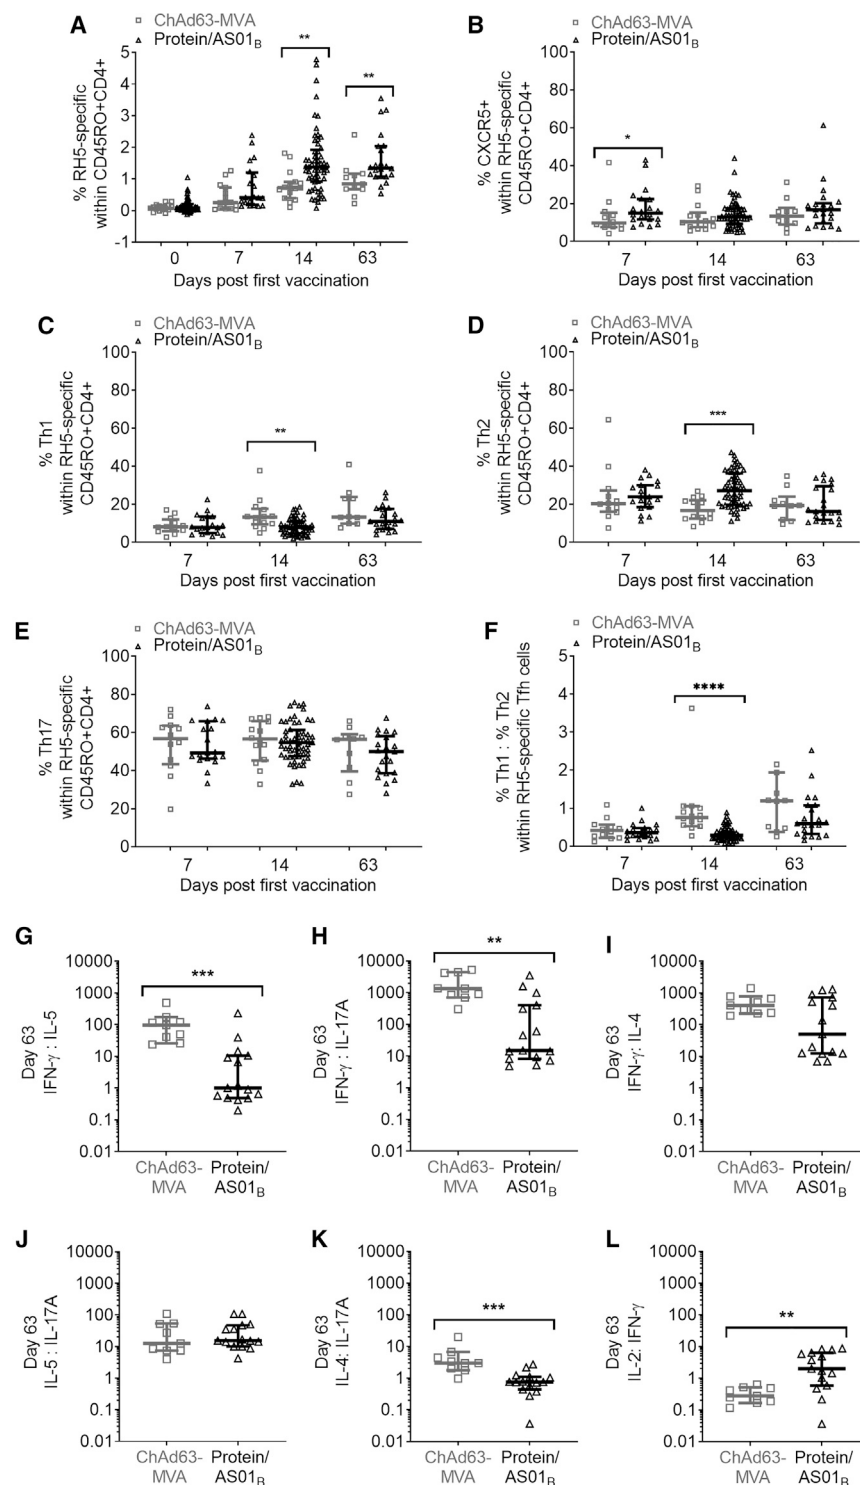 A
ChAd63-MVA
Protein/AS01B
% RH5-specific
within CD45RO+CD4+
5
4
3
2
1
0
-1
**
**
0 7 14 63
Days post first vaccination
B
ChAd63-MVA
Protein/AS01B
% CXCR5+
within RH5-specific
CD45RO+CD4+
100
80
60
40
20
0
*
7 14 63
Days post first vaccination
C
ChAd63-MVA
Protein/AS01B
% Th1
within RH5-specific
CD45RO+CD4+
100
80
60
40
20
0
**
7 14 63
Days post first vaccination
D
ChAd63-MVA
Protein/AS01B
% Th2
within RH5-specific
CD45RO+CD4+
100
80
60
40
20
0
***
7 14 63
Days post first vaccination
E
ChAd63-MVA
Protein/AS01B
% Th17
within RH5-specific
CD45RO+CD4+
100
80
60
40
20
0
7 14 63
Days post first vaccination
F
ChAd63-MVA
Protein/AS01B
% Th1 : % Th2
within RH5-specific Tfh cells
5
4
3
2
1
0
****
7 14 63
Days post first vaccination
G
Day 63
IFN-γ : IL-5
10000
1000
100
10
1
0.1
0.01
***
ChAd63-
MVA
Protein/
AS01B
H
Day 63
IFN-γ : IL-17A
10000
1000
100
10
1
0.1
0.01
**
ChAd63-
MVA
Protein/
AS01B
I
Day 63
IFN-γ: IL-4
10000
1000
100
10
1
0.1
0.01
ChAd63-
MVA
Protein/
AS01B
J
Day 63
IL-5 : IL-17A
10000
1000
100
10
1
0.1
0.01
ChAd63-
MVA
Protein/
AS01B
K
Day 63
IL-4: IL-17A
10000
1000
100
10
1
0.1
0.01
***
ChAd63-
MVA
Protein/
AS01B
L
Day 63
IL-2: IFN-γ
10000
1000
100
10
1
0.1
0.01
**
ChAd63-
MVA
Protein/
AS01B